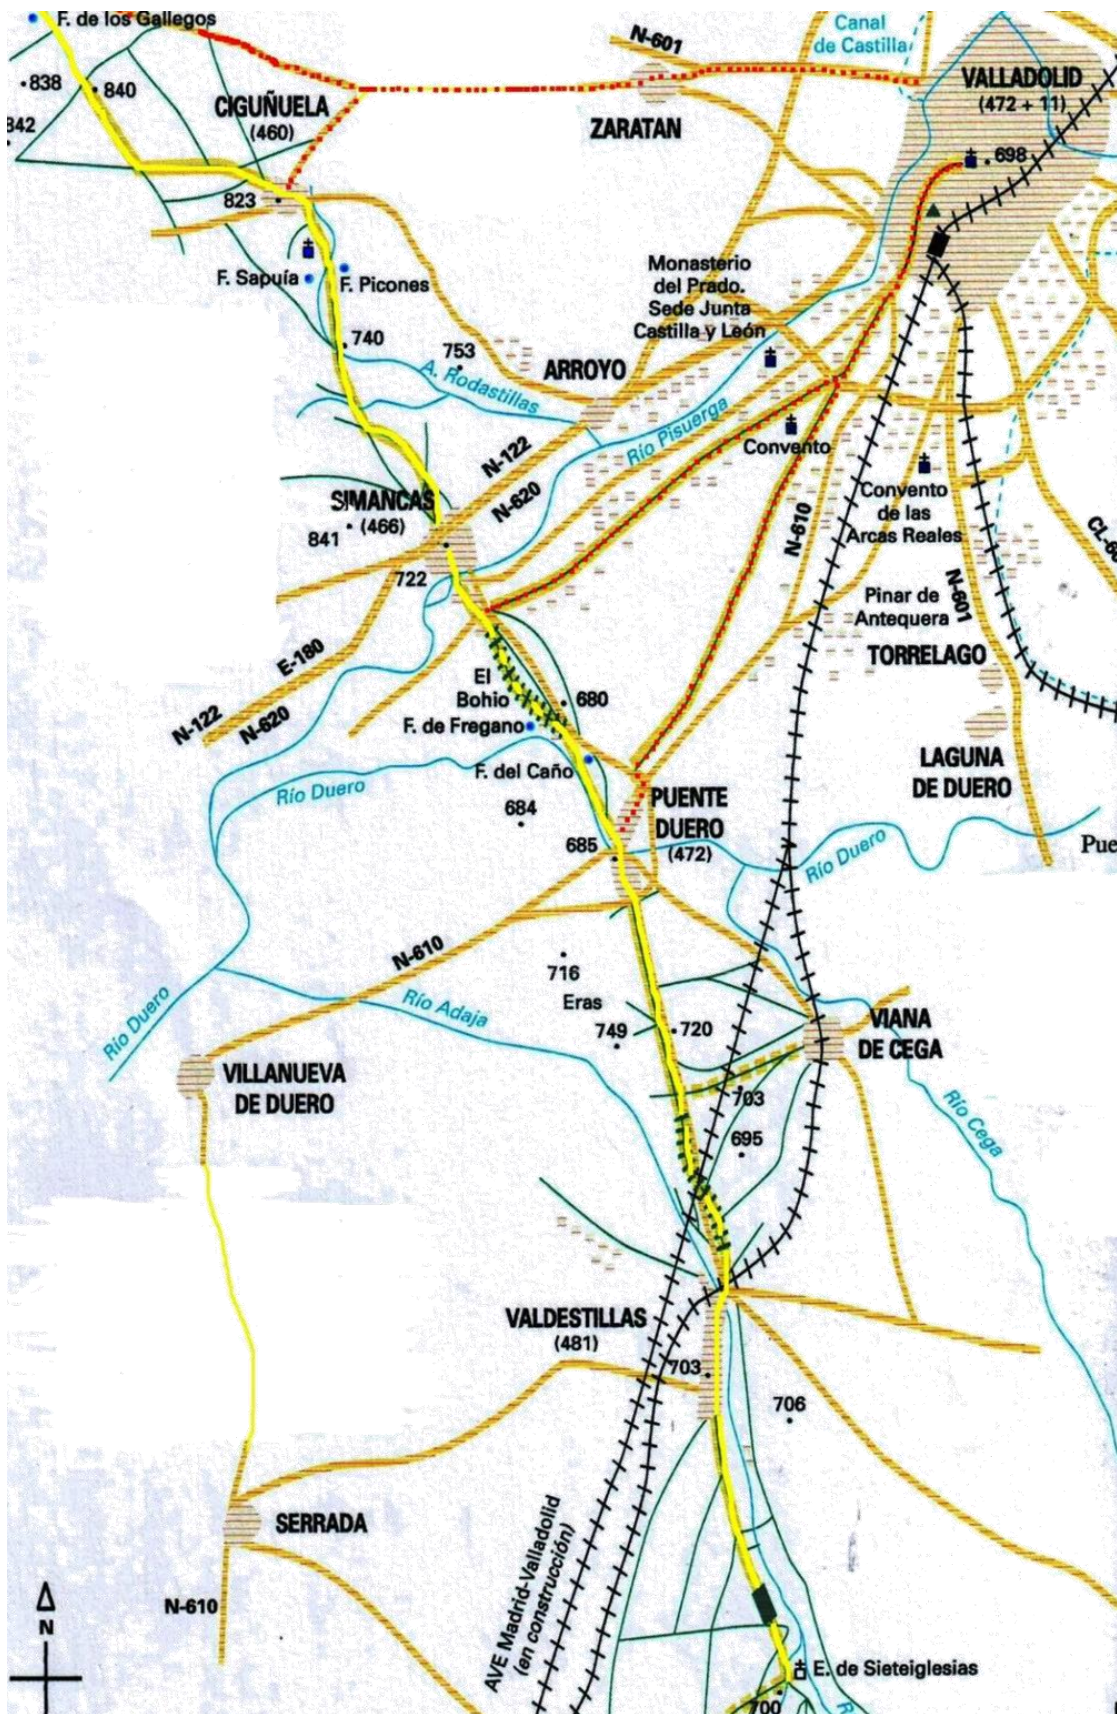 F. de los Gallegos
838
840
842
CIGUÑUELA
(460)
823
N-601
ZARATAN
Canal
de Castilla
VALLADOLID
(472 + 11)
698
F. Sapuía
F. Picones
740
753
A. Rodastillas
ARROYO
Monasterio
del Prado.
Sede Junta
Castilla y León
Río Pisuerga
Convento
N-122
N-620
SIMANCAS
(466)
841
722
N-610
Convento
de las
Arcas Reales
Pinar de
Antequera
N-601
TORRELAGO
E-180
N-122
N-620
El
Bohio
680
F. de Fregano
F. del Caño
Río Duero
684
685
PUENTE
DUERO
(472)
LAGUNA
DE DUERO
Río Duero
Pue
N-610
716
Eras
749
720
Río Adaja
Río Duero
VIANA
DE CEGA
VILLANUEVA
DE DUERO
703
695
Río Cega
VALDESTILLAS
(481)
703
706
SERRADA
N-610
N
AVE Madrid-Valladolid
(en construcción)
E. de Sieteiglesias
700